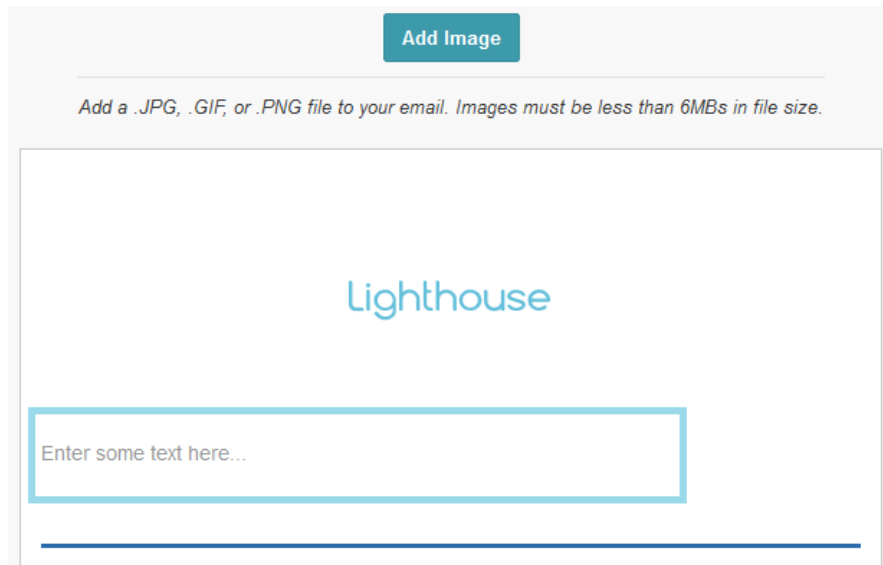 Add Image
Add a .JPG, .GIF, or .PNG file to your email. Images must be less than 6MBs in file size.
Lighthouse
Enter some text here...